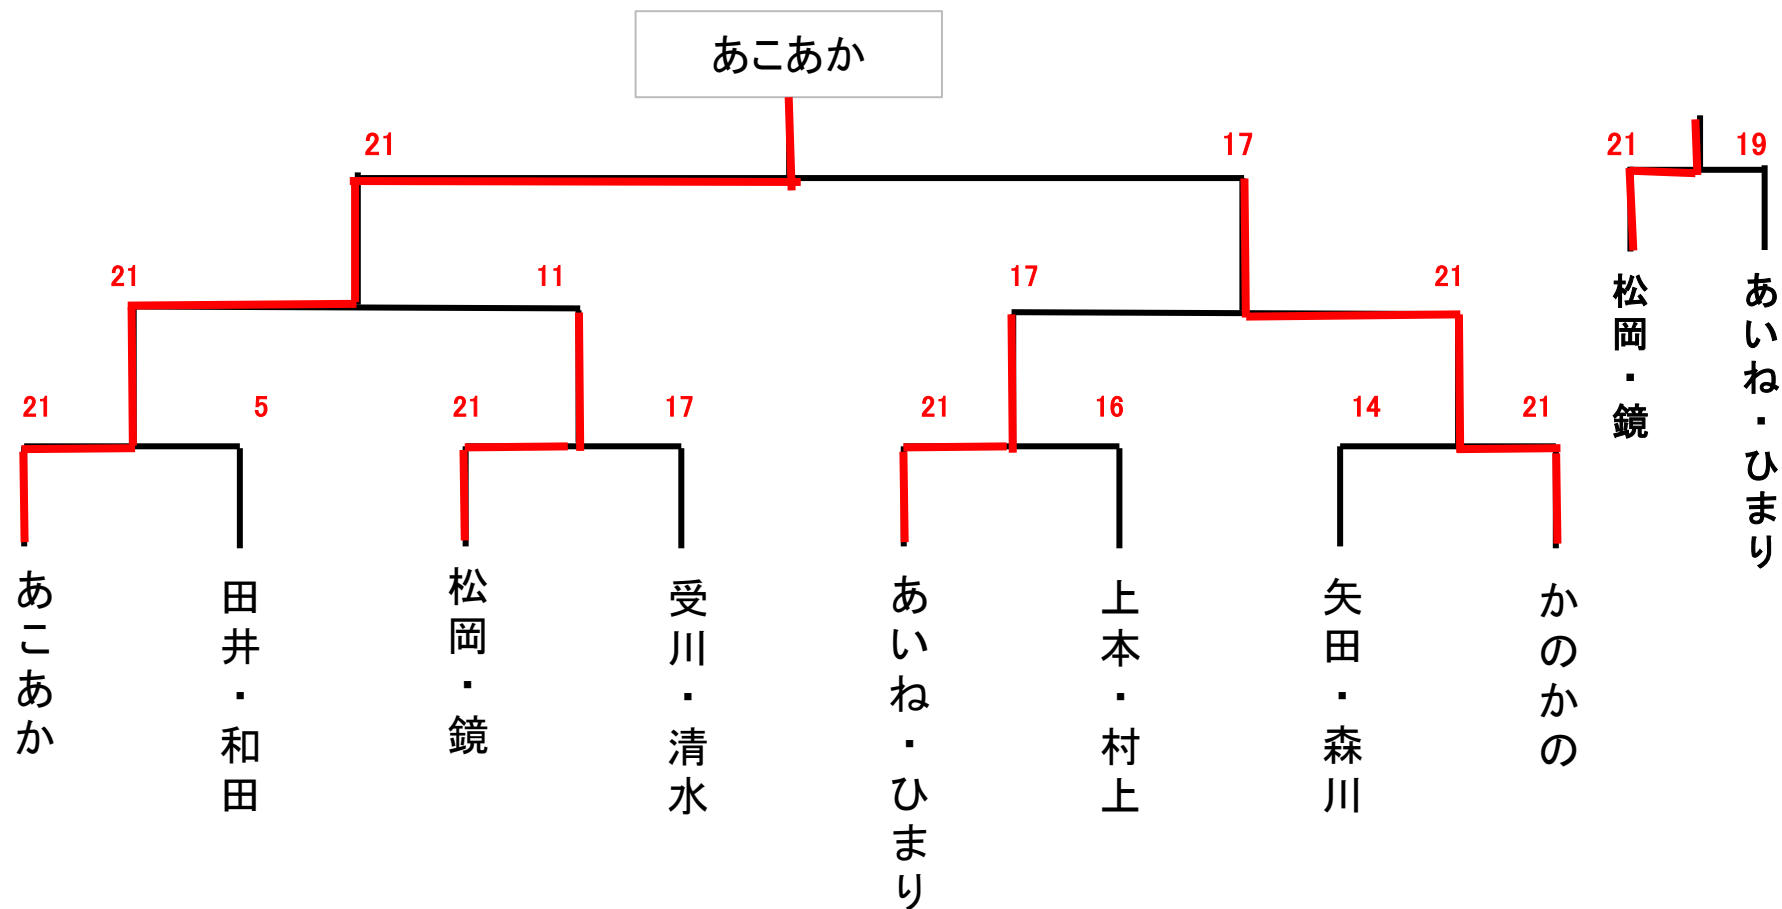 あこあか
21
17
21
19
21
11
17
21
21
5
21
17
21
16
14
21
あこあか
田井・和田
松岡・鏡
受川・清水
あいね・ひまり
上本・村上
矢田・森川
かのかの
松岡・鏡
あいね・ひまり